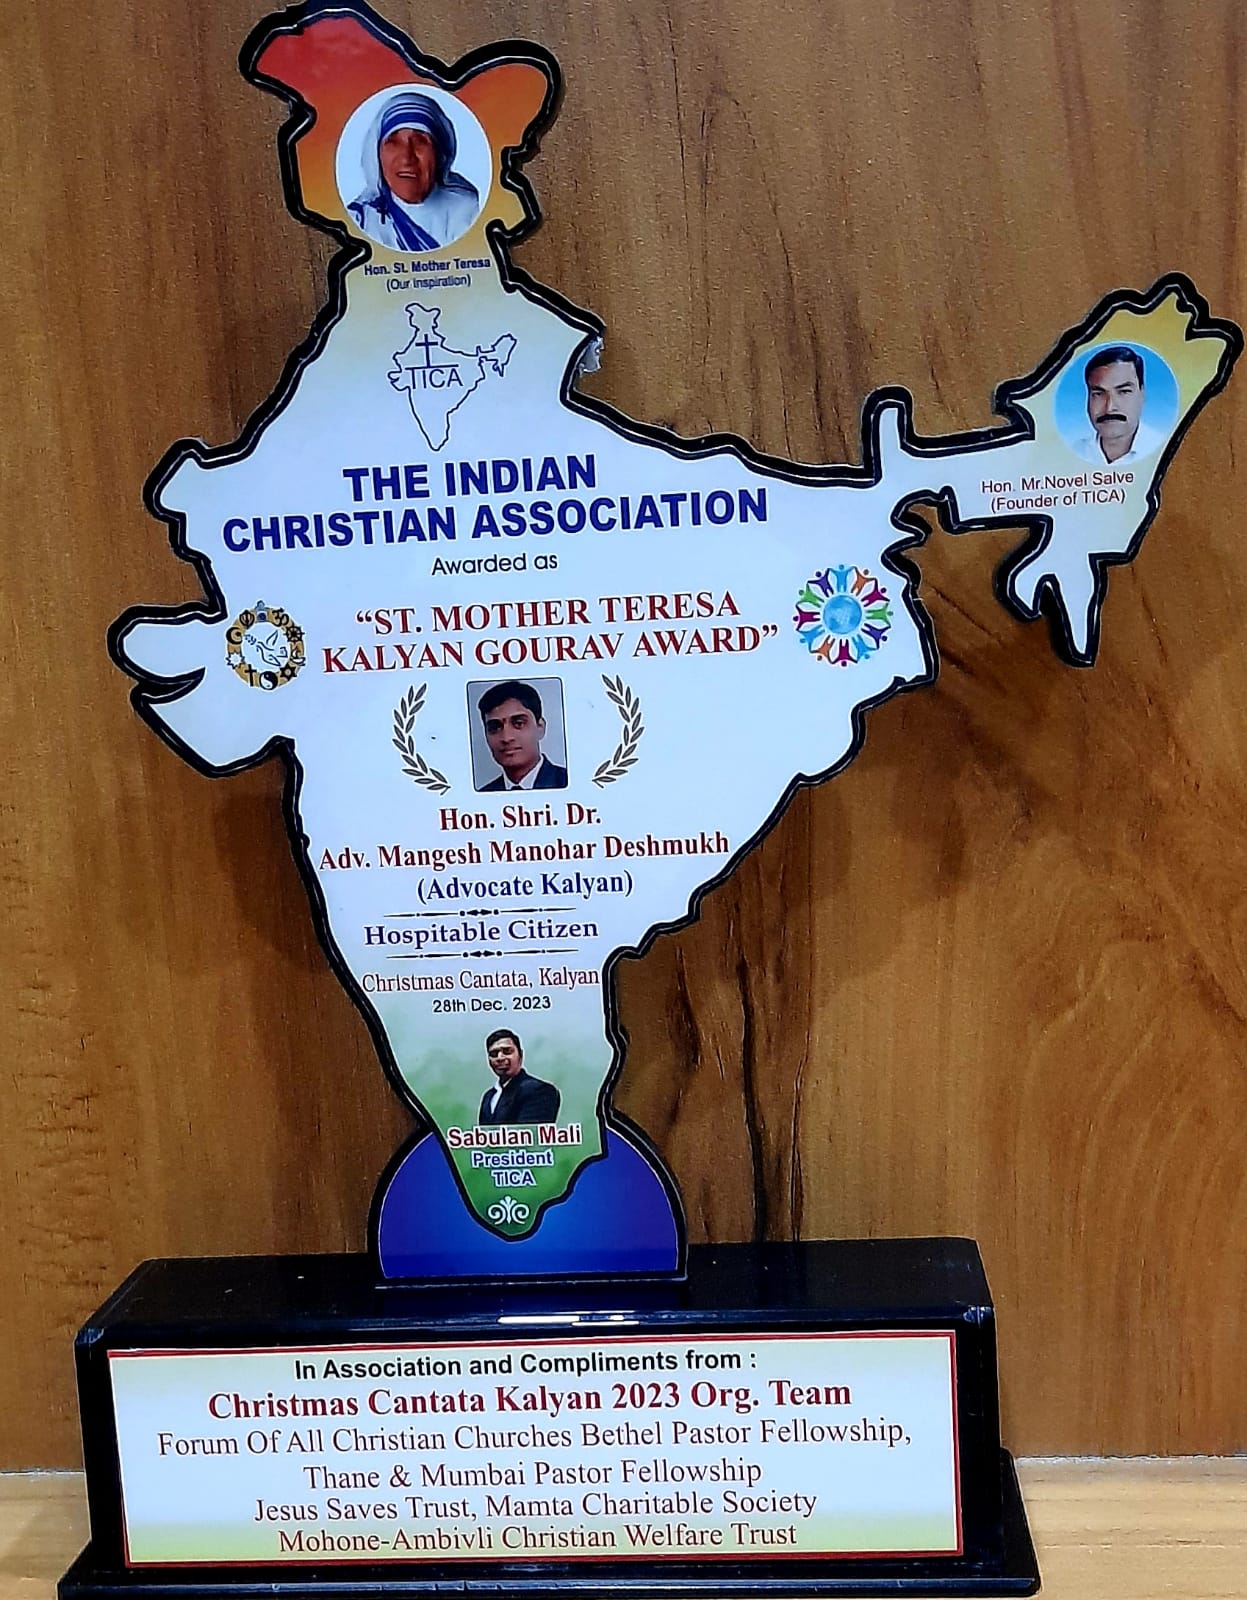 Hon. St. Mother Teresa
(Our Inspiration)
TICA
Hon. Mr.Novel Salve
(Founder of TICA)
THE INDIAN
CHRISTIAN ASSOCIATION
Awarded as
“ST. MOTHER TERESA
KALYAN GOURAV AWARD”
Hon. Shri. Dr.
Adv. Mangesh Manohar Deshmukh
(Advocate Kalyan)
Hospitable Citizen
Christmas Cantata, Kalyan
28th Dec. 2023
Sabulan Mali
President
TICA
In Association and Compliments from :
Christmas Cantata Kalyan 2023 Org. Team
Forum Of All Christian Churches Bethel Pastor Fellowship,
Thane & Mumbai Pastor Fellowship
Jesus Saves Trust, Mamta Charitable Society
Mohone-Ambivli Christian Welfare Trust